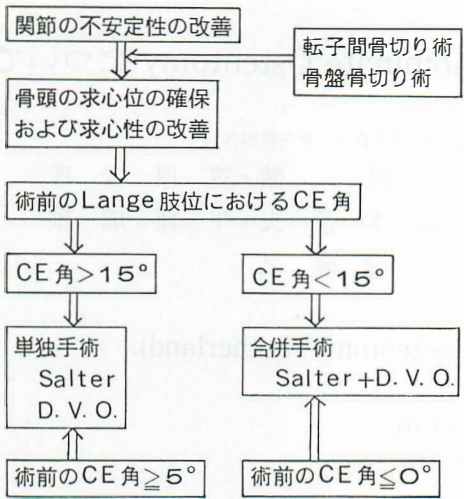 関節の不安定性の改善
転子間骨切り術
骨盤骨切り術
骨頭の求心位の確保
および求心性の改善
術前のLange肢位におけるCE角
CE角>15°
CE角<15°
単独手術
Salter
D. V. O.
合併手術
Salter+D. V. O.
術前のCE角≧5°
術前のCE角≦0°